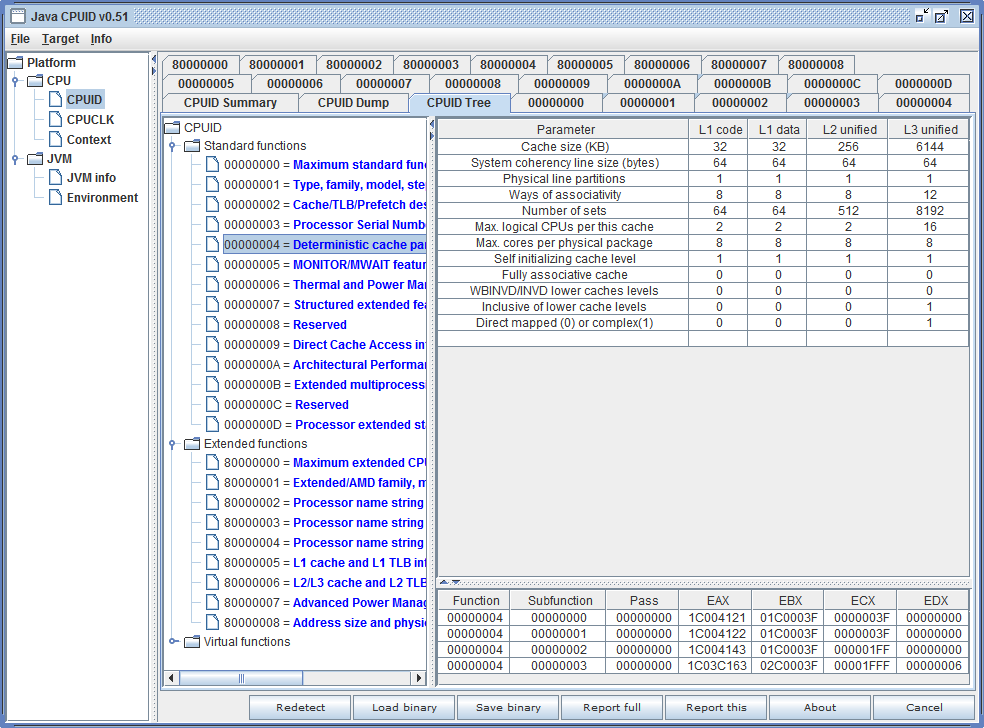 Java CPUID v0.51
File Target Info
Platform
CPU
CPUID
CPUCLK
Context
JVM
JVM info
Environment
80000000 80000001 80000002 80000003 80000004 80000005 80000006 80000007 80000008
00000005 00000006 00000007 00000008 00000009 0000000A 0000000B 0000000C 0000000D
CPUID Summary CPUID Dump CPUID Tree 00000000 00000001 00000002 00000003 00000004
CPUID
Standard functions
00000000 = Maximum standard fun
00000001 = Type, family, model, ste
00000002 = Cache/TLB/Prefetch des
00000003 = Processor Serial Numb
00000004 = Deterministic cache par
00000005 = MONITOR/MWAIT featur
00000006 = Thermal and Power Man
00000007 = Structured extended fea
00000008 = Reserved
00000009 = Direct Cache Access in
0000000A = Architectural Performan
0000000B = Extended multiprocess
0000000C = Reserved
0000000D = Processor extended st
Extended functions
80000000 = Maximum extended CPU
80000001 = Extended/AMD family, m
80000002 = Processor name string
80000003 = Processor name string
80000004 = Processor name string
80000005 = L1 cache and L1 TLB in
80000006 = L2/L3 cache and L2 TLB
80000007 = Advanced Power Manag
80000008 = Address size and physi
Virtual functions
Parameter L1 code L1 data L2 unified L3 unified
Cache size (KB) 32 32 256 6144
System coherency line size (bytes) 64 64 64 64
Physical line partitions 1 1 1 1
Ways of associativity 8 8 8 12
Number of sets 64 64 512 8192
Max. logical CPUs per this cache 2 2 2 16
Max. cores per physical package 8 8 8 8
Self initializing cache level 1 1 1 1
Fully associative cache 0 0 0 0
WBINVD/INVD lower caches levels 0 0 0 0
Inclusive of lower cache levels 0 0 0 1
Direct mapped (0) or complex(1) 0 0 0 1
Function Subfunction Pass EAX EBX ECX EDX
00000004 00000000 00000000 1C004121 01C0003F 0000003F 00000000
00000004 00000001 00000000 1C004122 01C0003F 0000003F 00000000
00000004 00000002 00000000 1C004143 01C0003F 000001FF 00000000
00000004 00000003 00000000 1C03C163 02C0003F 00001FFF 00000006
Redetect Load binary Save binary Report full Report this About Cancel